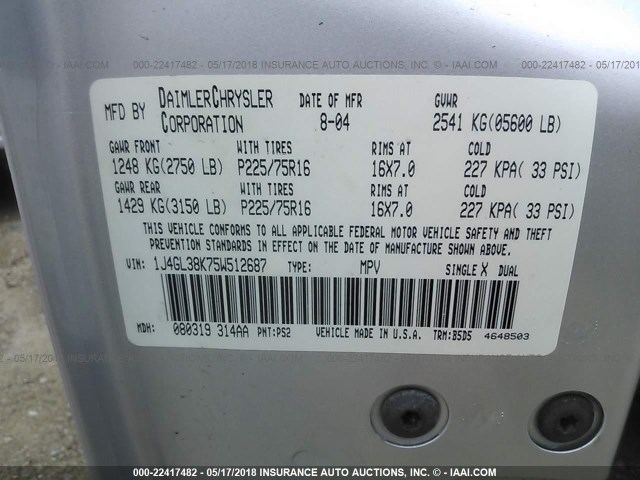 000-22417482 - 05/17/2018 INSURANCE AUTO AUCTIONS, INC. - © IAAI.COM
MFD BY DAIMLERCHRYSLER CORPORATION DATE OF MFR 8-04 GVWR 2541 KG(05600 LB)
GAWR FRONT WITH TIRES RIMS AT COLD
1248 KG(2750 LB) P225/75R16 16X7.0 227 KPA( 33 PSI)
GAWR REAR WITH TIRES RIMS AT COLD
1429 KG(3150 LB) P225/75R16 16X7.0 227 KPA( 33 PSI)
THIS VEHICLE CONFORMS TO ALL APPLICABLE FEDERAL MOTOR VEHICLE SAFETY AND THEFT
PREVENTION STANDARDS IN EFFECT ON THE DATE OF MANUFACTURE SHOWN ABOVE.
VIN: 1J4GL38K75W512687 TYPE: MPV SINGLE X DUAL
MDH: 080319 314AA PNT:PS2 VEHICLE MADE IN U.S.A. TRM:B5D5 4648503
000-22417482 - 05/17/2018 INSURANCE AUTO AUCTIONS, INC. - © IAAI.COM